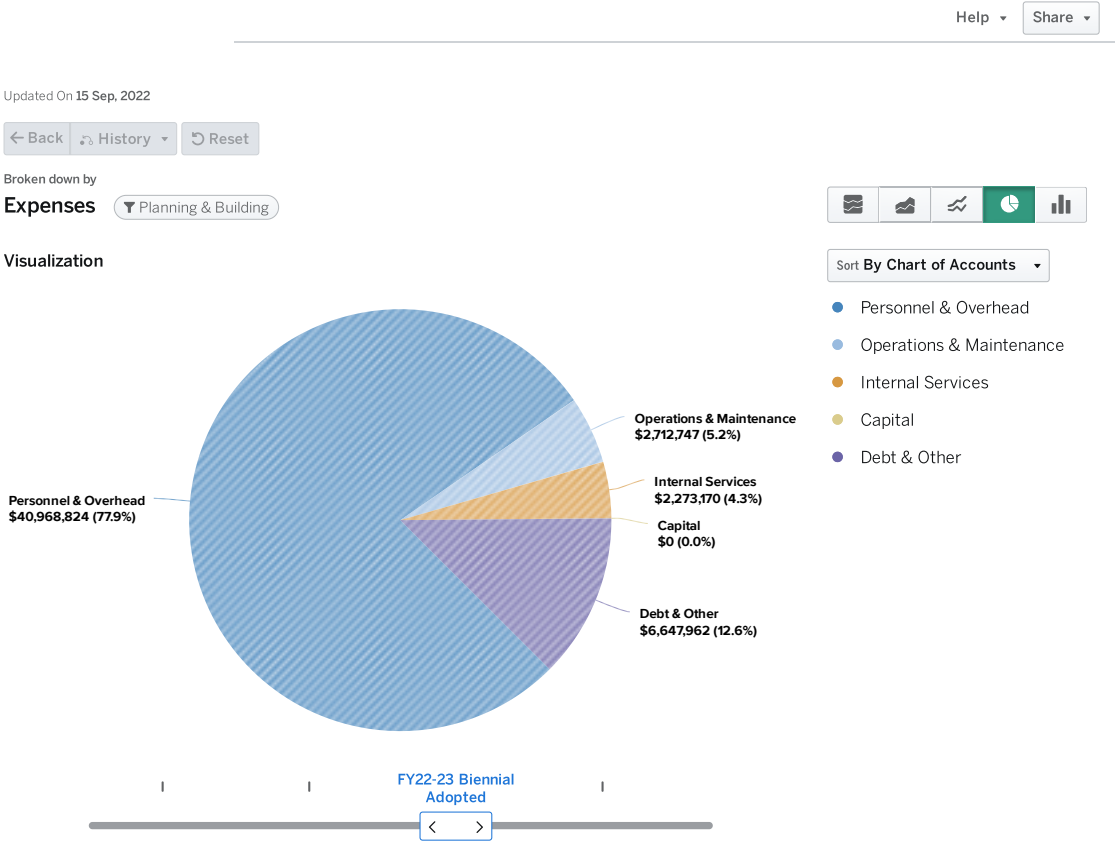 Help
Share
Updated On 15 Sep, 2022
Back
History
Reset
Broken down by
Expenses
Planning & Building
Visualization
Sort By Chart of Accounts
Personnel & Overhead
Operations & Maintenance
Internal Services
Capital
Debt & Other
Operations & Maintenance
$2,712,747 (5.2%)
Internal Services
$2,273,170 (4.3%)
Personnel & Overhead
$40,968,824 (77.9%)
Capital
$0 (0.0%)
Debt & Other
$6,647,962 (12.6%)
FY22-23 Biennial
Adopted